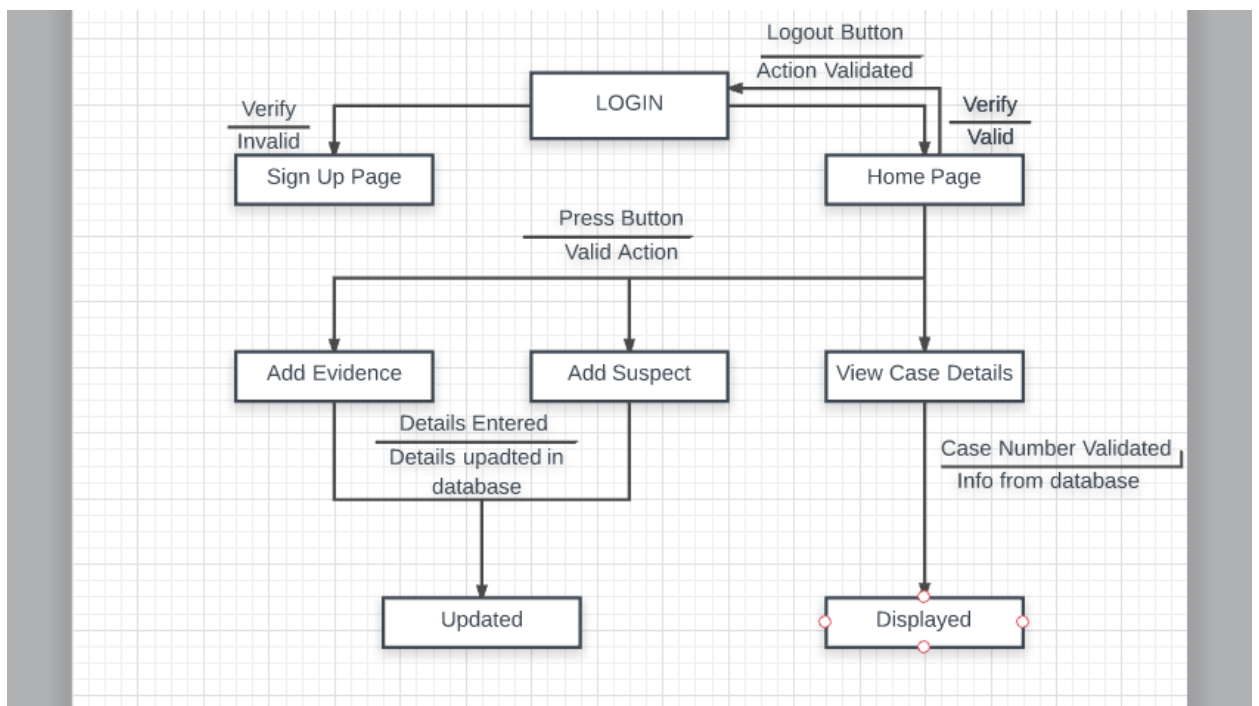 Logout Button
Action Validated
LOGIN
Verify
Invalid
Verify
Valid
Sign Up Page
Home Page
Press Button
Valid Action
Add Evidence
Add Suspect
View Case Details
Details Entered
Details upadted in
database
Case Number Validated
Info from database
Updated
Displayed